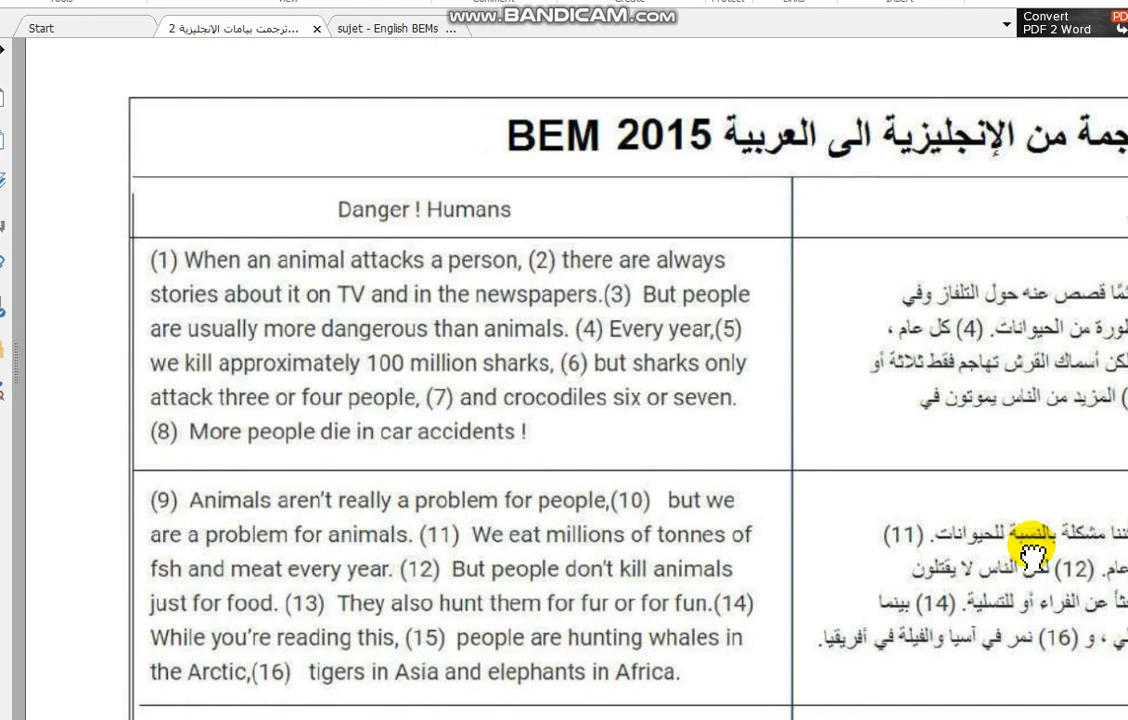 www.BANDICAM.com
Start
ترجمت بيامات الإنجليزية 2...
sujet - English BEMs ...
Convert
PDF 2 Word
جمة من الإنجليزية الى العربية BEM 2015
Danger ! Humans
(1) When an animal attacks a person, (2) there are always
stories about it on TV and in the newspapers.(3) But people
are usually more dangerous than animals. (4) Every year,(5)
we kill approximately 100 million sharks, (6) but sharks only
attack three or four people, (7) and crocodiles six or seven.
(8) More people die in car accidents !
ئمًا قصص عنه حول التلفاز وفي
طورة من الحيوانات. (4) كل عام ،
لكن أسماك القرش تهاجم فقط ثلاثة أو
) المزيد من الناس يموتون في
(9) Animals aren't really a problem for people,(10) but we
are a problem for animals. (11) We eat millions of tonnes of
fsh and meat every year. (12) But people don't kill animals
just for food. (13) They also hunt them for fur or for fun.(14)
While you're reading this, (15) people are hunting whales in
the Arctic,(16) tigers in Asia and elephants in Africa.
ننا مشكلة بالنسبة للحيوانات. (11)
عام. (12) لكن الناس لا يقتلون
ثاً عن الفراء أو للتسلية. (14) بينما
لي ، و (16) نمر في آسيا والفيلة في أفريقيا.